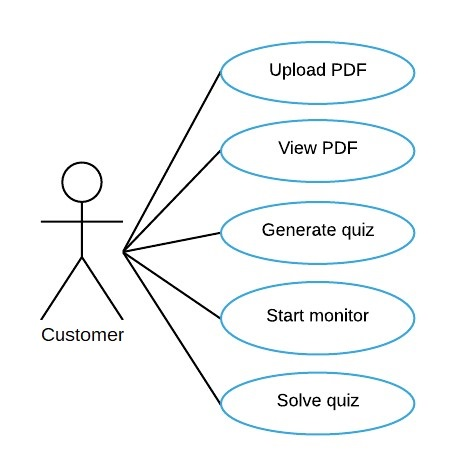 Upload PDF
View PDF
Generate quiz
Start monitor
Customer
Solve quiz